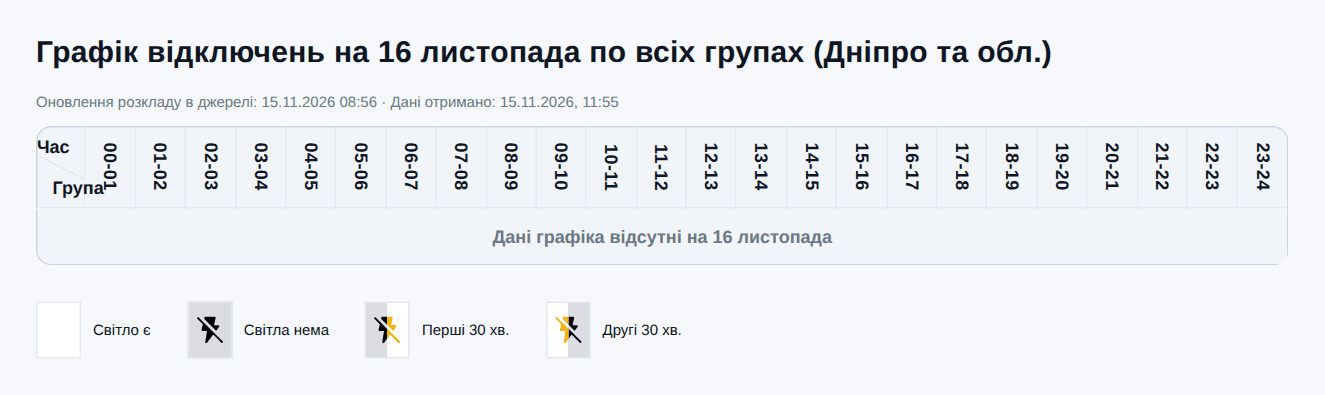 Графік відключень на 16 листопада по всіх групах (Дніпро та обл.)
Оновлення розкладу в джерелі: 15.11.2026 08:56 · Дані отримано: 15.11.2026, 11:55
Час
Група
00-01 01-02 02-03 03-04 04-05 05-06 06-07 07-08 08-09 09-10 10-11 11-12 12-13 13-14 14-15 15-16 16-17 17-18 18-19 19-20 20-21 21-22 22-23 23-24
Дані графіка відсутні на 16 листопада
Світло є Світла нема Перші 30 хв. Другі 30 хв.